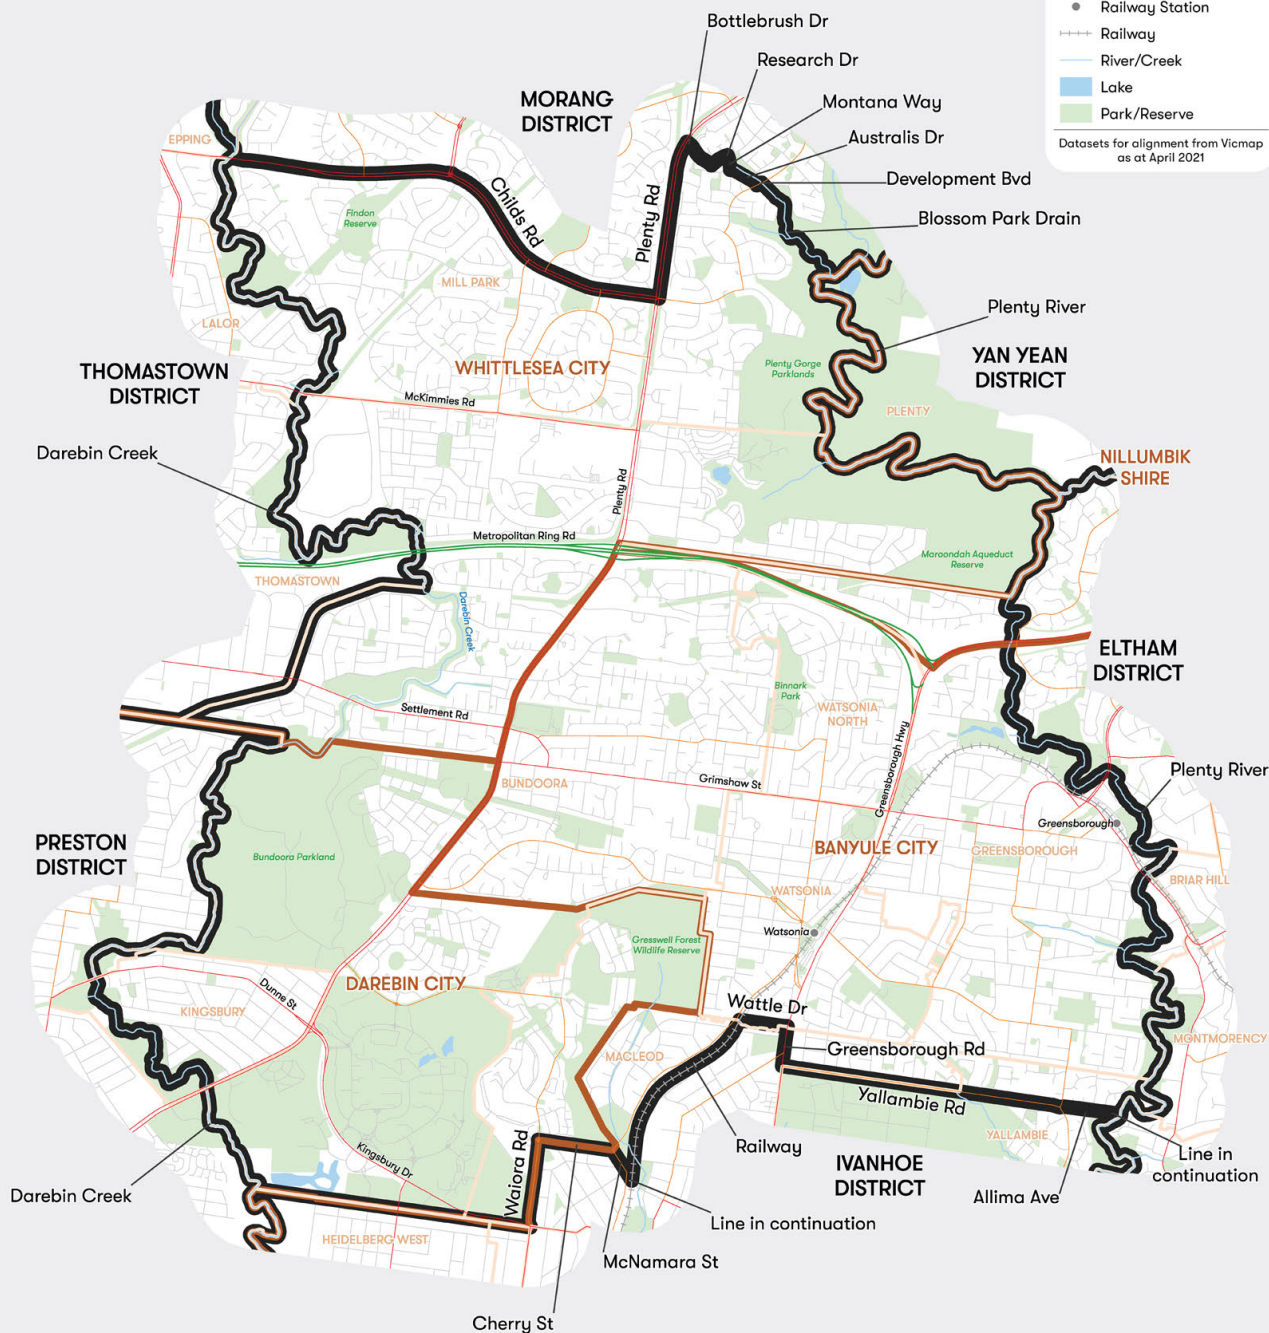 Bottlebrush Dr
Railway Station
Railway
River/Creek
Lake
Park/Reserve
Datasets for alignment from Vicmap
as at April 2021
Research Dr
MORANG
DISTRICT
Montana Way
Australis Dr
EPPING
Development Bvd
Childs Rd
Plenty Rd
Findon
Reserve
Blossom Park Drain
MILL PARK
Plenty River
LALOR
YAN YEAN
DISTRICT
THOMASTOWN
DISTRICT
WHITTLESEA CITY
Plenty Gorge
Parklands
McKimmies Rd
PLENTY
Darebin Creek
NILLUMBIK
SHIRE
Plenty Rd
Metropolitan Ring Rd
Maroondah Aqueduct
Reserve
THOMASTOWN
Darebin Creek
ELTHAM
DISTRICT
Binnark
Park
WATSONIA
NORTH
Settlement Rd
Greensborough Hwy
BUNDOORA
Grimshaw St
Plenty River
Greensborough
PRESTON
DISTRICT
Bundoora Parkland
BANYULE CITY
GREENSBOROUGH
BRIAR HILL
WATSONIA
Watsonia
Gresswell Forest
Wildlife Reserve
DAREBIN CITY
Dunne St
KINGSBURY
Wattle Dr
MACLEOD
Greensborough Rd
MONTMORENCY
Yallambie Rd
YALLAMBIE
Kingsbury Dr
Waiora Rd
Railway
IVANHOE
DISTRICT
Line in
continuation
Allima Ave
Darebin Creek
Line in continuation
HEIDELBERG WEST
McNamara St
Cherry St